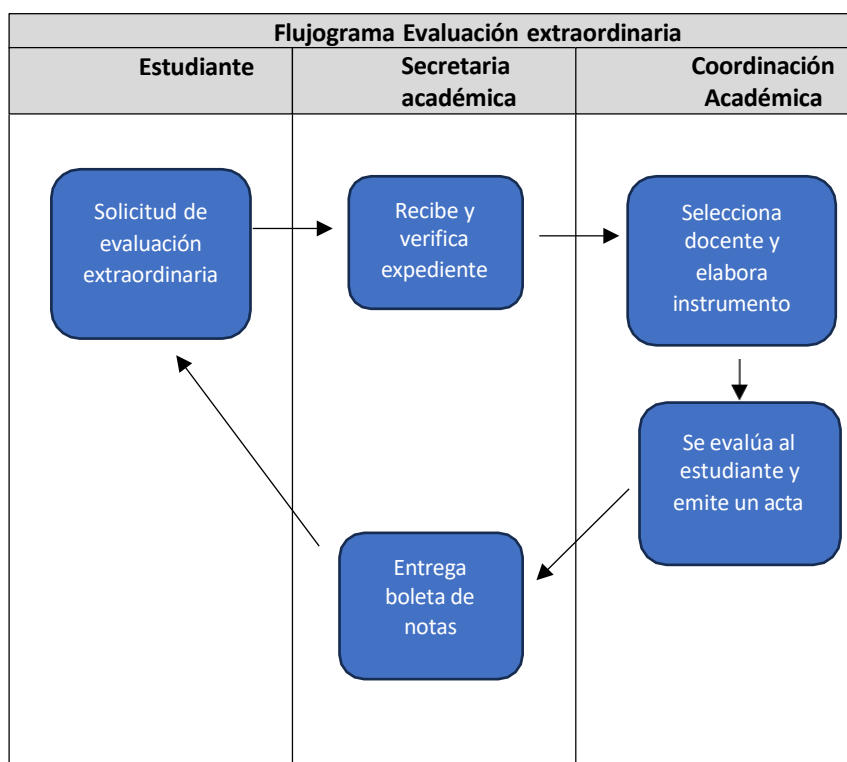 Flujograma Evaluación extraordinaria
Estudiante
Secretaria
académica
Coordinación
Académica
Solicitud de
evaluación
extraordinaria
Recibe y
verifica
expediente
Selecciona
docente y
elabora
instrumento
Se evalúa al
estudiante y
emite un acta
Entrega
boleta de
notas